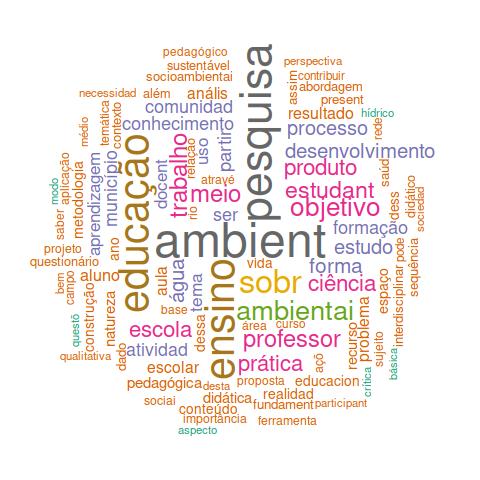 pedagógico
perspectiva
sustentável
socioambientai
assim
contribuir
necessidad
além
anális
abordagem
present
comunidad
pesquisa
resultado
hídrico
conhecimento
processo
rede
temática
contexto
médio
trabalho
relação
uso
partir
desenvolvimento
produto
saúd
educação
docent
atravé
meio
estudant
objetivo
didático
dess
sociedad
modo
aplicação
saber
metodologia
aprendizagem
município
rio
ser
ambient
formação
estudo
pode
sequência
interdisciplinar
projeto
questionário
ano
vida
forma
bem
campo
aluno
aula
água
tema
sobr
ciência
espaço
construção
natureza
base
ensino
ambientai
problema
recurso
questõ
escola
dessa
área
curso
professor
sujeito
qualitativa
dado
atividad
prática
açõ
básica
crítica
escolar
pedagógica
desta
proposta
educacion
sociai
didática
realidad
conteúdo
fundament
participant
importância
ferramenta
aspecto